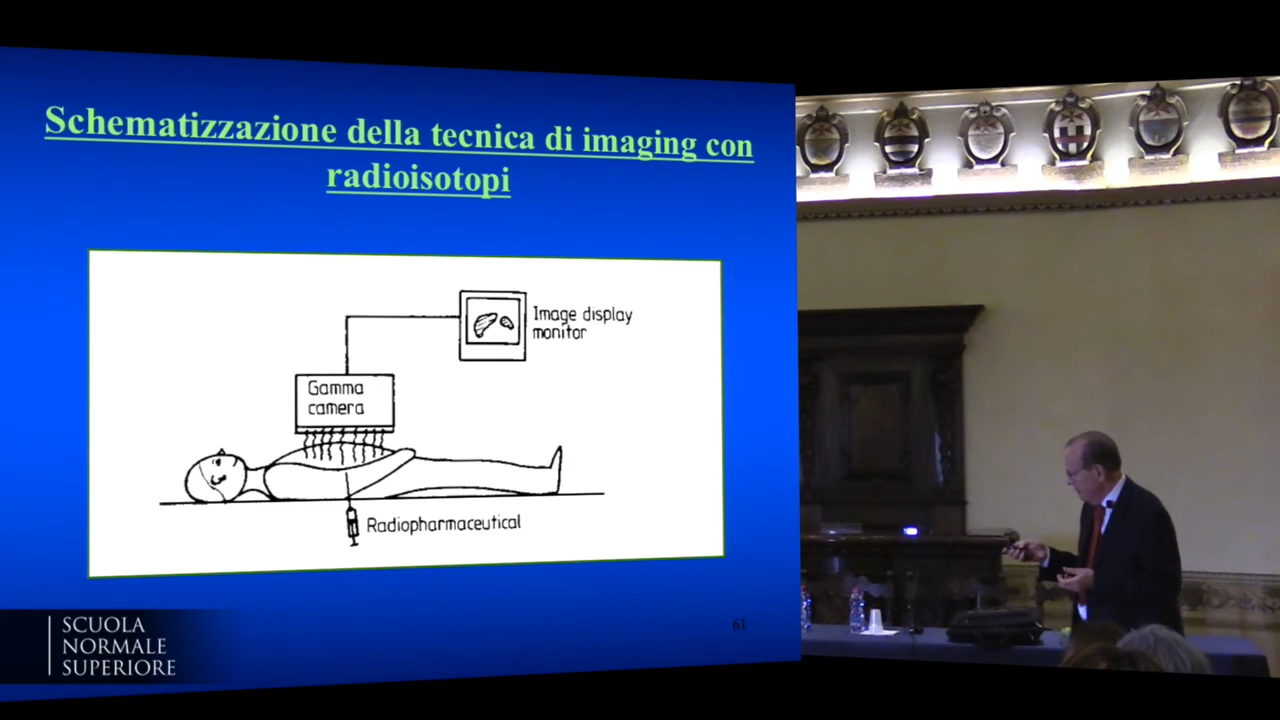 Schematizzazione della tecnica di imaging con
radioisotopi
Image display
monitor
Gamma
camera
Radiopharmaceutical
61
SCUOLA
NORMALE
SUPERIORE